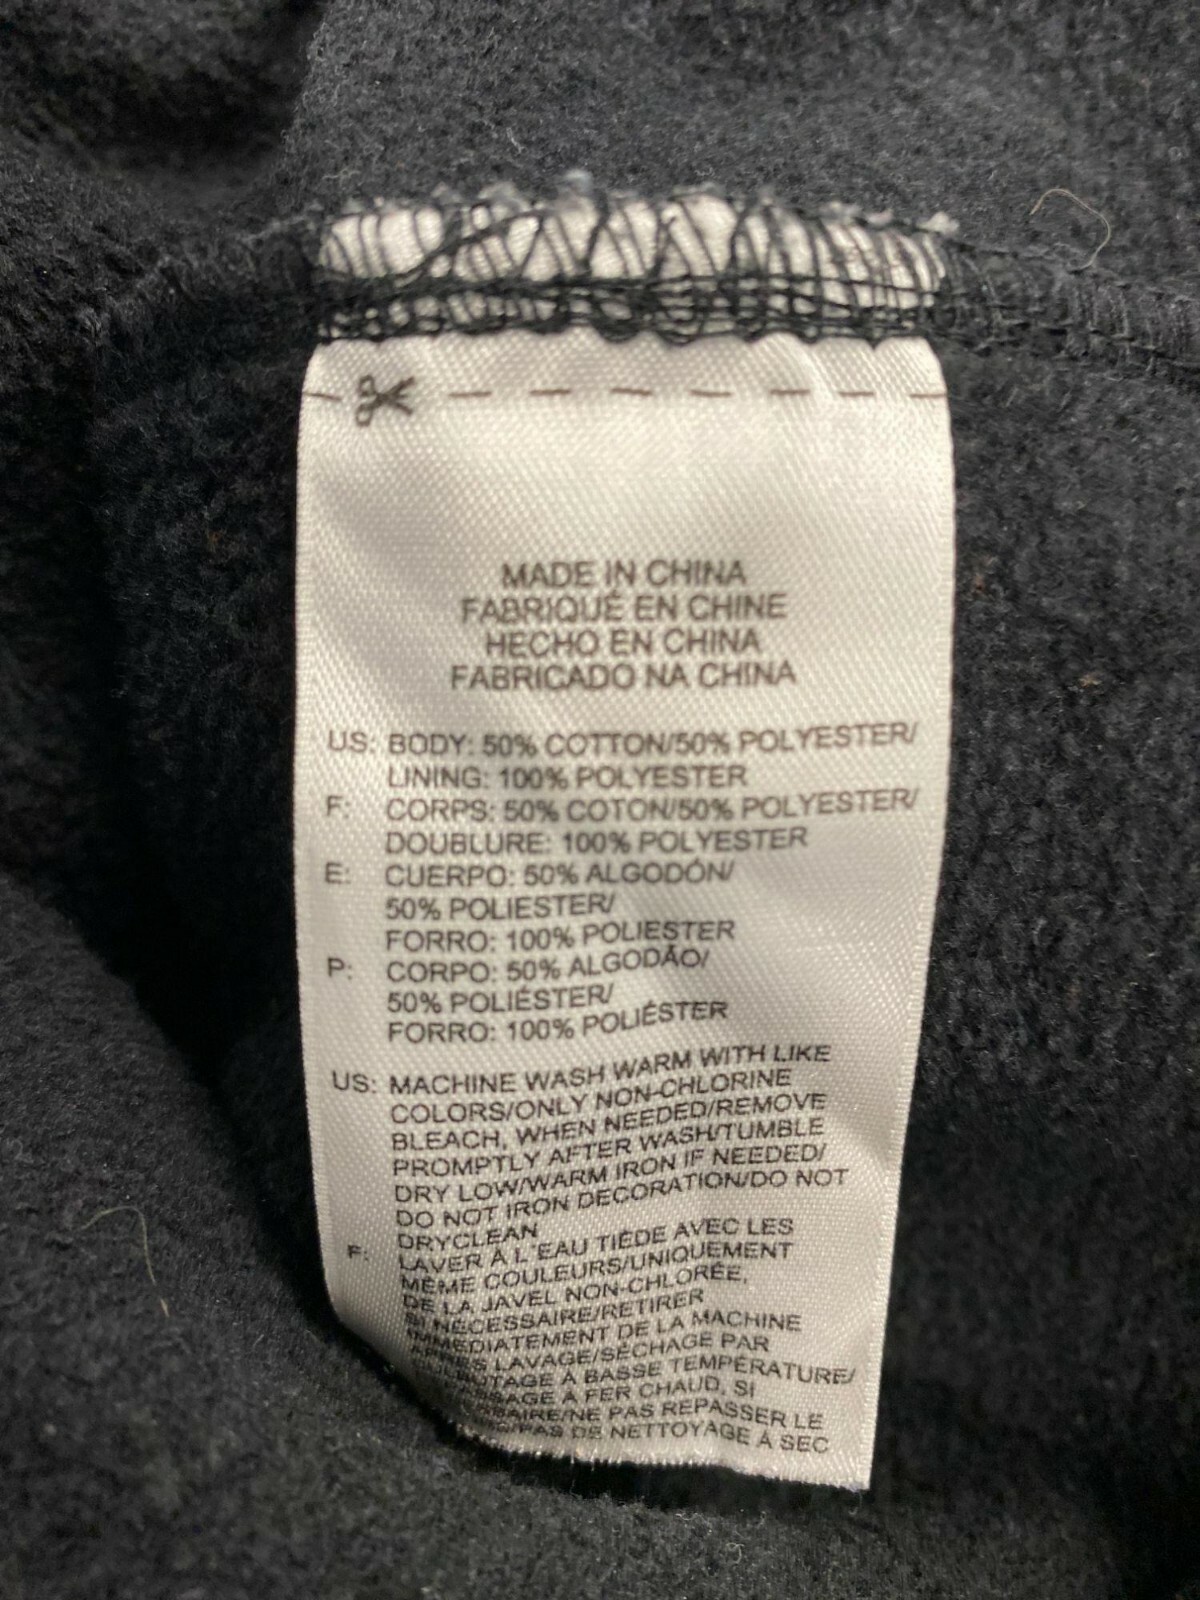 MADE IN CHINA
FABRIQUÉ EN CHINE
HECHO EN CHINA
FABRICADO NA CHINA
US: BODY: 50% COTTON/50% POLYESTER/
LINING: 100% POLYESTER
F: CORPS: 50% COTON/50% POLYESTER/
DOUBLURE: 100% POLYESTER
E: CUERPO: 50% ALGODÓN/
50% POLIESTER/
FORRO: 100% POLIESTER
P: CORPO: 50% ALGODÃO/
50% POLIÉSTER/
FORRO: 100% POLIÉSTER
US: MACHINE WASH WARM WITH LIKE
COLORS/ONLY NON-CHLORINE
BLEACH, WHEN NEEDED/REMOVE
PROMPTLY AFTER WASH/TUMBLE
DRY LOW/WARM IRON IF NEEDED/
DO NOT IRON DECORATION/DO NOT
DRYCLEAN
F: LAVER À L'EAU TIÈDE AVEC LES
MÊME COULEURS/UNIQUEMENT
DE LA JAVEL NON-CHLORÉE,
SI NÉCESSAIRE/RETIRER
IMMÉDIATEMENT DE LA MACHINE
APRÈS LAVAGE/SÉCHAGE PAR
À BASSE TEMPÉRATURE/
À FER CHAUD, SI
PAS REPASSER LE
PAS DE NETTOYAGE À SEC